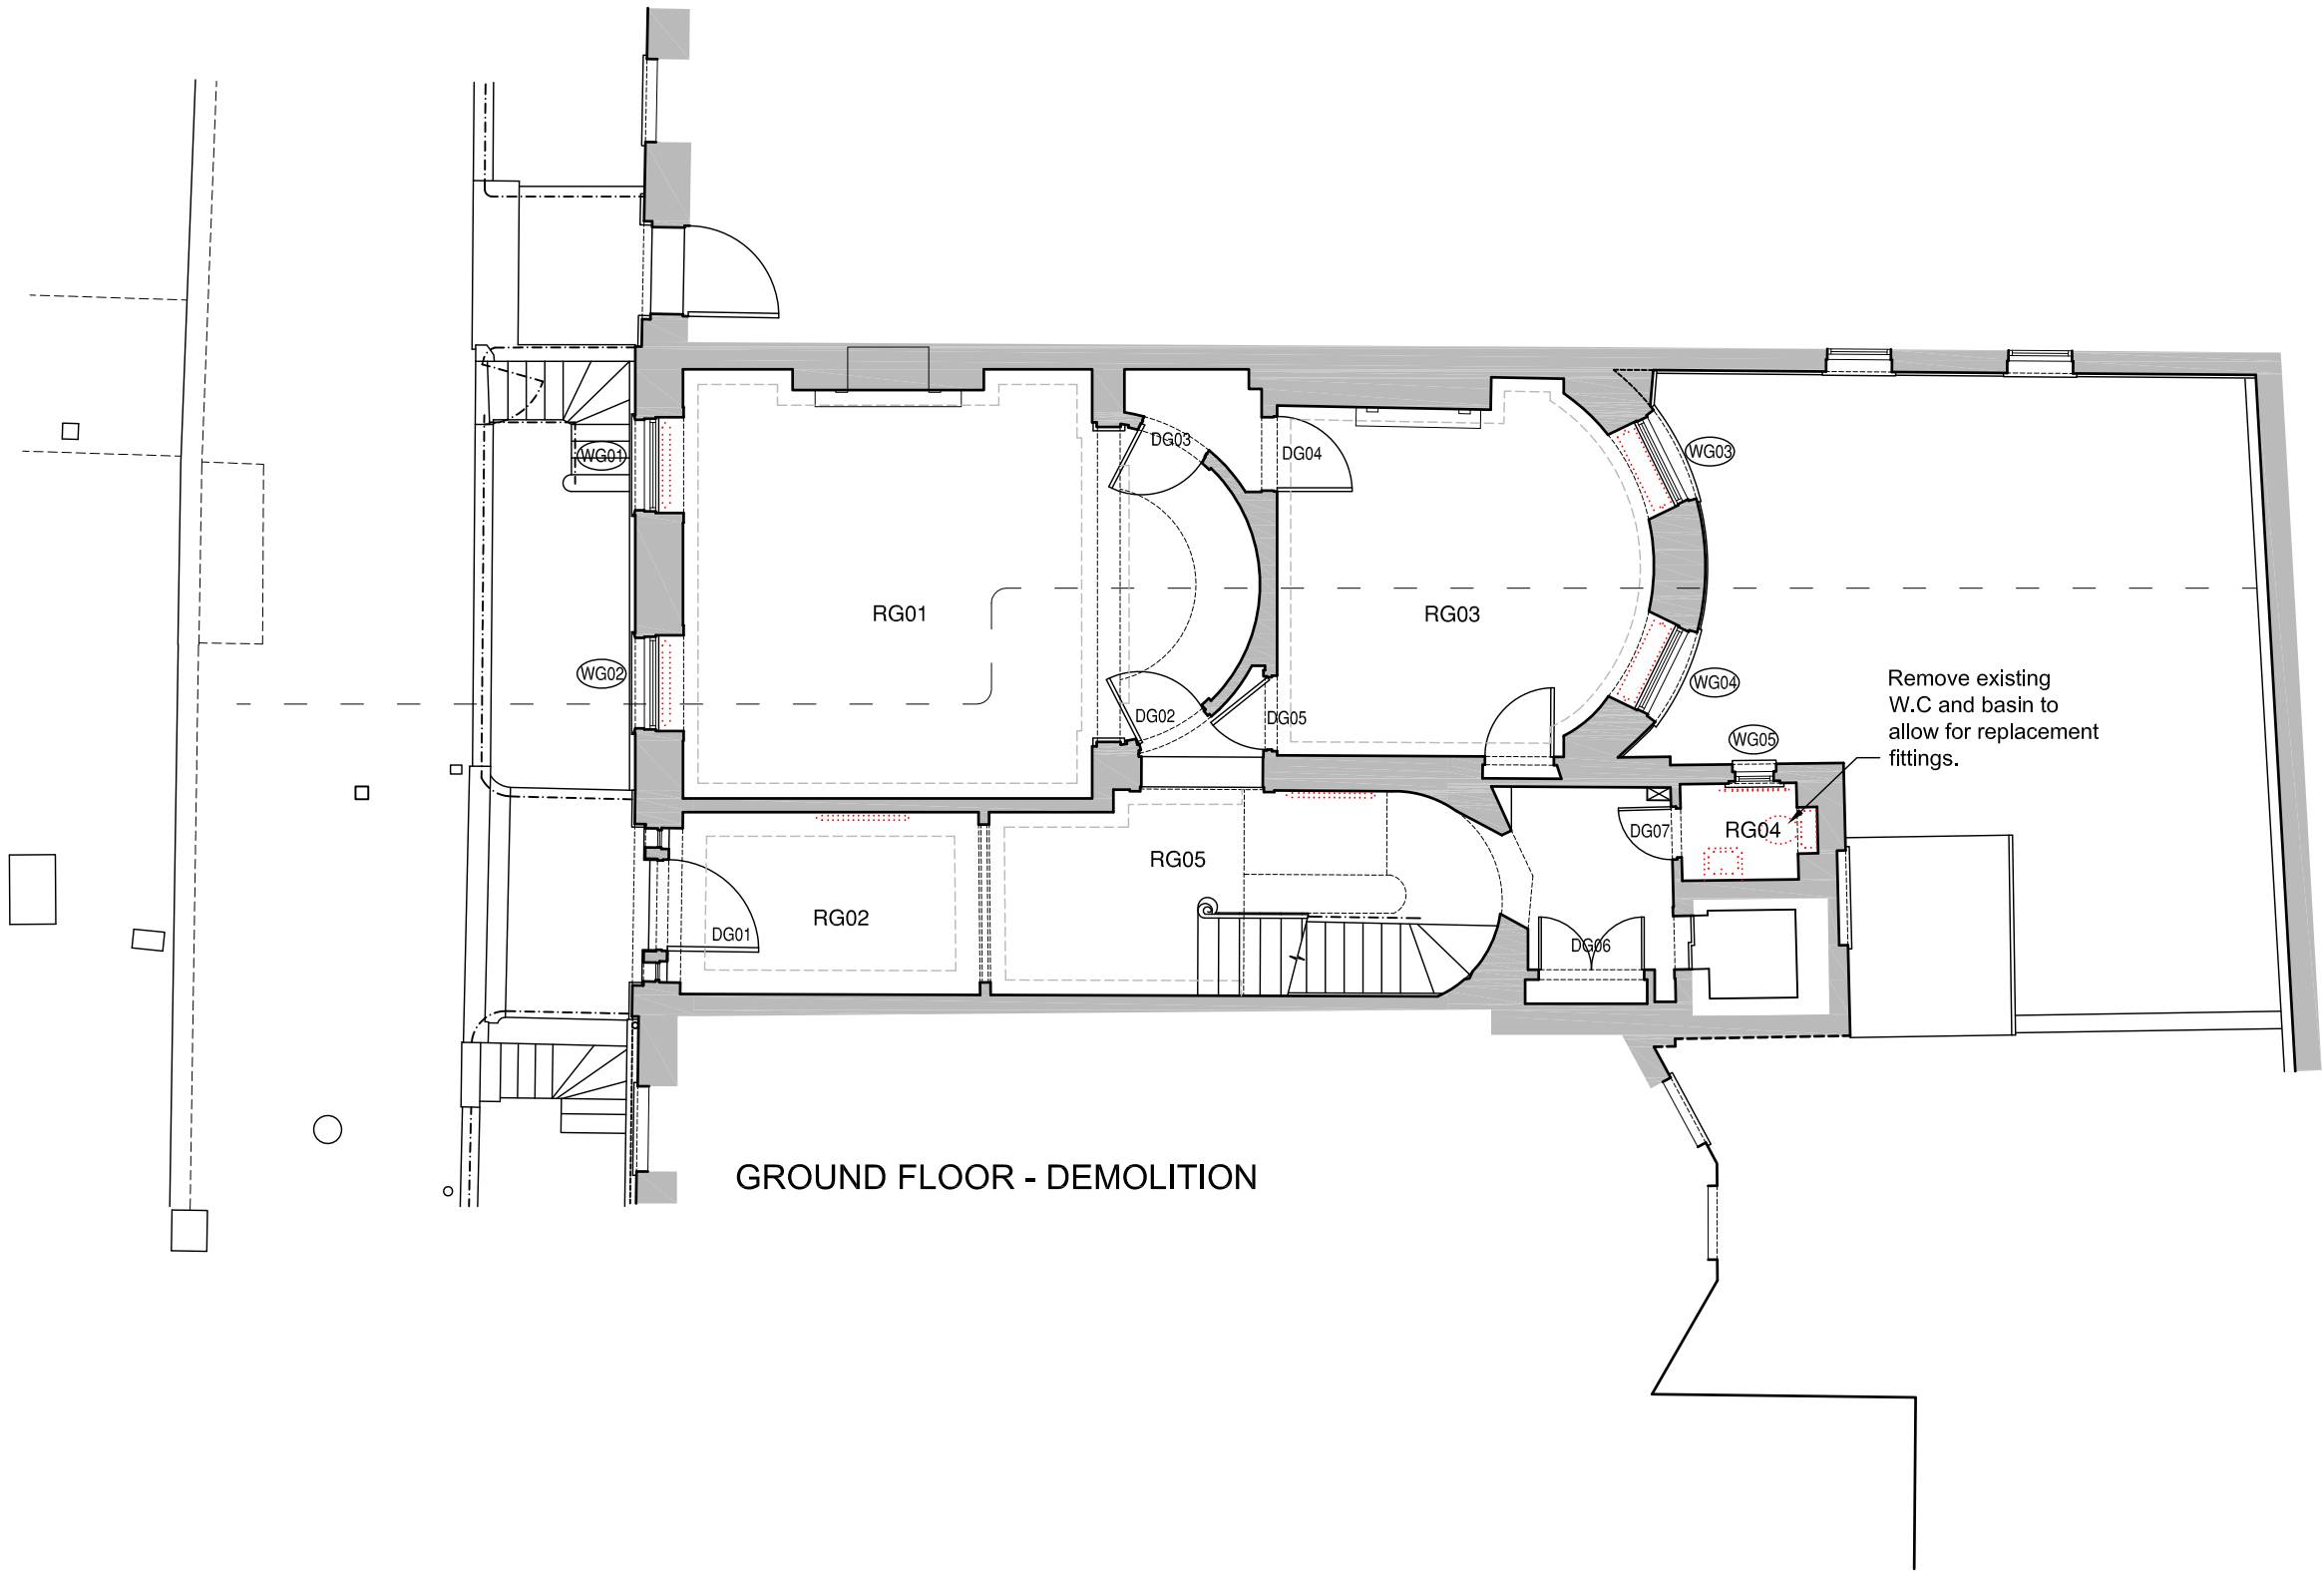 DG03
DG04
WG01
WG03
RG01
RG03
WG02
WG04
Remove existing
W.C and basin to
allow for replacement
fittings.
DG02
DG05
WG05
DG07
RG04
RG05
RG02
DG01
DG06
GROUND FLOOR - DEMOLITION